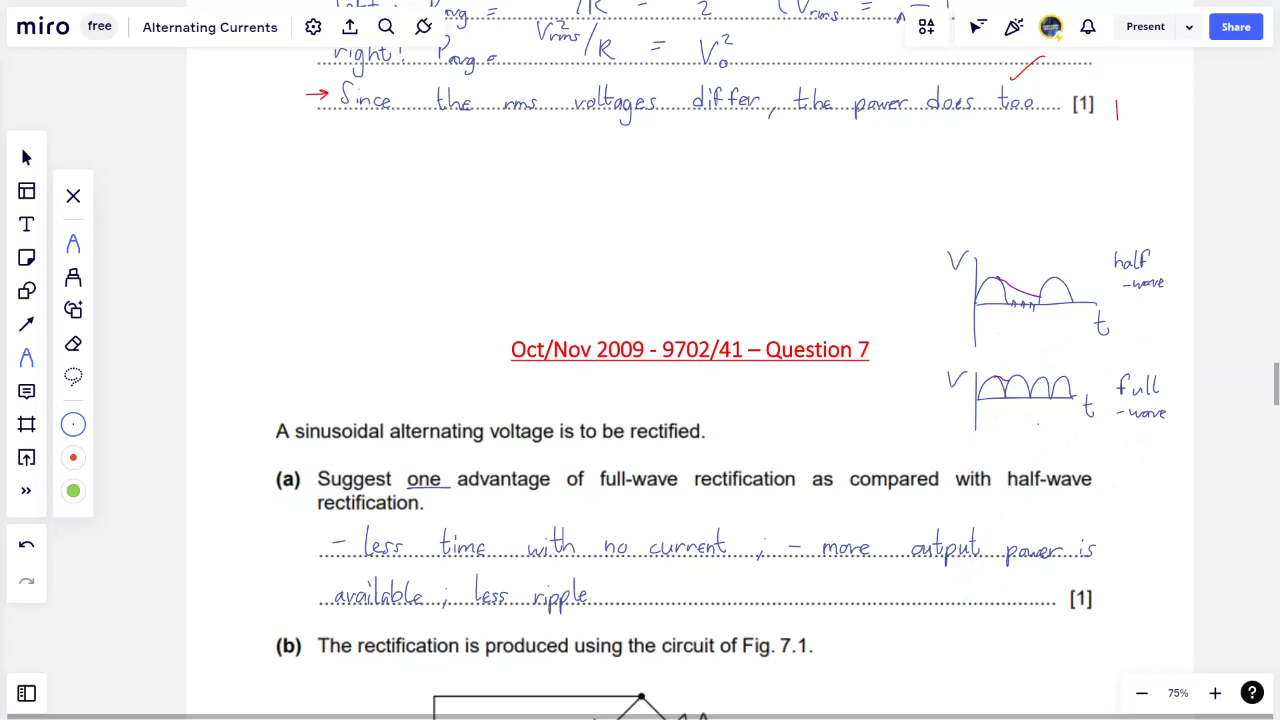 miro free Alternating Currents Present Share
Pavg = /R = 2 (Vrms =
right: Pavg = Vrms²/R = V₀²
→ Since the rms voltages differ, the power does too [1] 1
V half
-wave
t
Oct/Nov 2009 - 9702/41 – Question 7
V full
t -wave
A sinusoidal alternating voltage is to be rectified.
(a) Suggest one advantage of full-wave rectification as compared with half-wave
rectification.
- less time with no current ; - more output power is
available ; less ripple [1]
(b) The rectification is produced using the circuit of Fig. 7.1.
75%